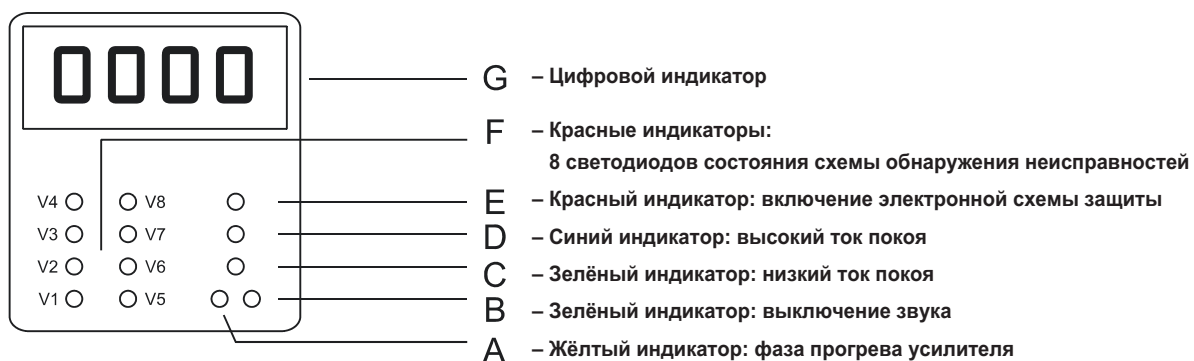 0000
G – Цифровой индикатор
F – Красные индикаторы:
8 светодиодов состояния схемы обнаружения неисправностей
V4 V8 E – Красный индикатор: включение электронной схемы защиты
V3 V7 D – Синий индикатор: высокий ток покоя
V2 V6 C – Зелёный индикатор: низкий ток покоя
V1 V5 B – Зелёный индикатор: выключение звука
A – Жёлтый индикатор: фаза прогрева усилителя